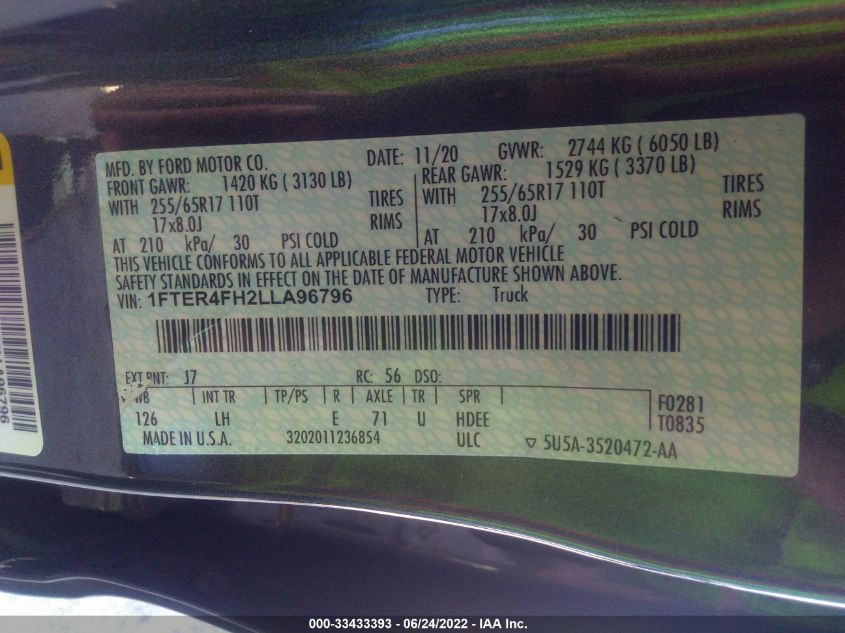 MFD. BY FORD MOTOR CO. DATE: 11/20 GVWR: 2744 KG ( 6050 LB)
FRONT GAWR: 1420 KG ( 3130 LB) REAR GAWR: 1529 KG ( 3370 LB)
WITH 255/65R17 110T TIRES WITH 255/65R17 110T TIRES
17x8.0J RIMS 17x8.0J RIMS
AT 210 kPa/ 30 PSI COLD AT 210 kPa/ 30 PSI COLD
THIS VEHICLE CONFORMS TO ALL APPLICABLE FEDERAL MOTOR VEHICLE
SAFETY STANDARDS IN EFFECT ON THE DATE OF MANUFACTURE SHOWN ABOVE.
VIN: 1FTER4FH2LLA96796 TYPE: Truck
EXT PNT: J7 RC: 56 DSO:
WB INT TR TP/PS R AXLE TR SPR
126 LH E 71 U HDEE
F0281
T0835
MADE IN U.S.A. 3202011236854 ULC ▽ 5U5A-3520472-AA
000-33433393 - 06/24/2022 - IAA Inc.